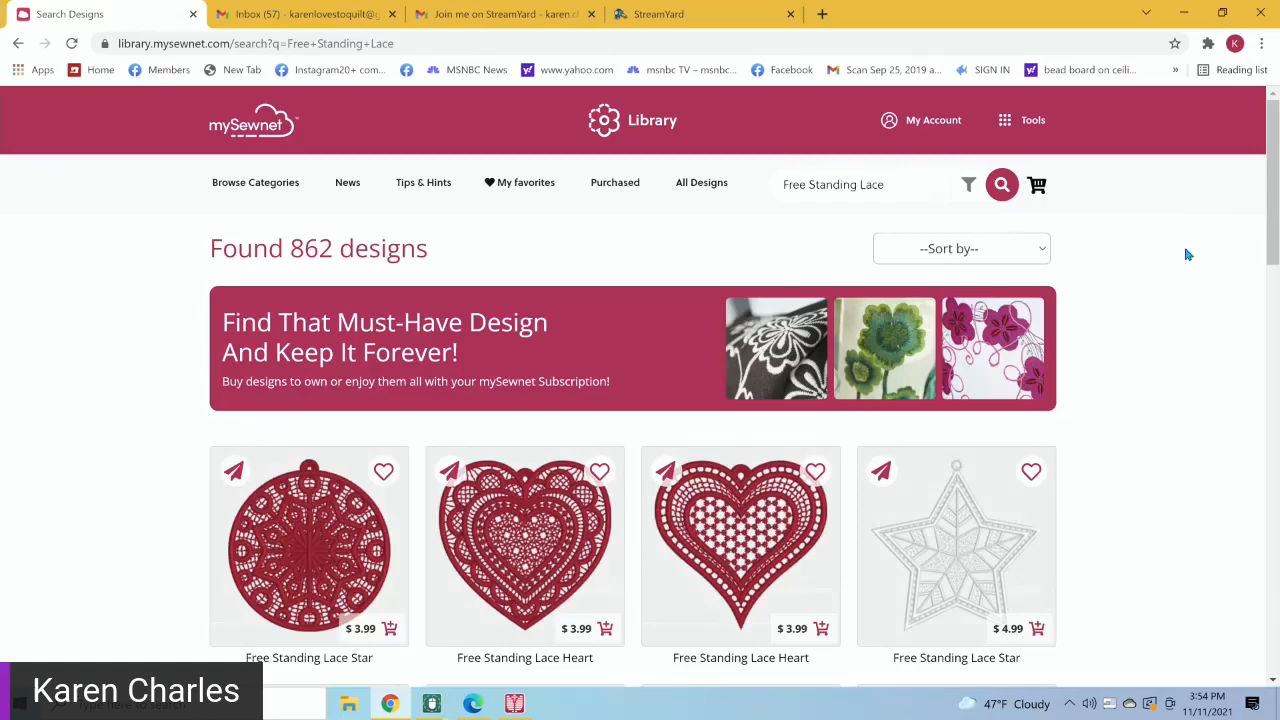 Search Designs
Inbox (57) - karenlovestoquilt@g
Join me on StreamYard - karen.cl
StreamYard
library.mysewnet.com/search?q=Free+Standing+Lace
K
Apps
Home
Members
New Tab
Instagram20+ com...
MSNBC News
www.yahoo.com
msnbc TV – msnbc...
Facebook
Scan Sep 25, 2019 a...
SIGN IN
bead board on ceili...
»
Reading list
mySewnet™
Library
My Account
Tools
Browse Categories
News
Tips & Hints
My favorites
Purchased
All Designs
Free Standing Lace
Found 862 designs
--Sort by--
Find That Must-Have Design
And Keep It Forever!
Buy designs to own or enjoy them all with your mySewnet Subscription!
$ 3.99
$ 3.99
$ 3.99
$ 4.99
Free Standing Lace Star
Free Standing Lace Heart
Free Standing Lace Heart
Free Standing Lace Star
Karen Charles
Type here to search
47°F Cloudy
3:54 PM
11/11/2021